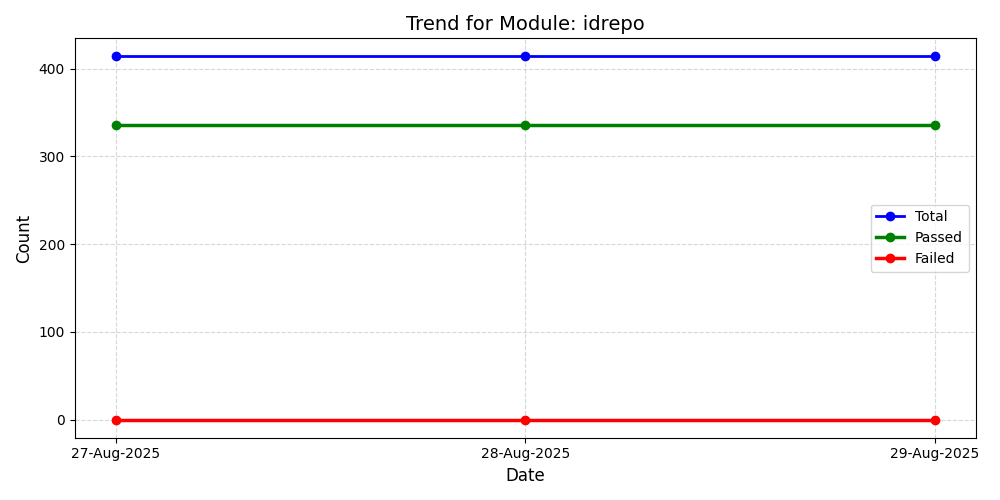 Trend for Module: idrepo
400
300
200
100
0
Count
Total
Passed
Failed
27-Aug-2025
28-Aug-2025
29-Aug-2025
Date